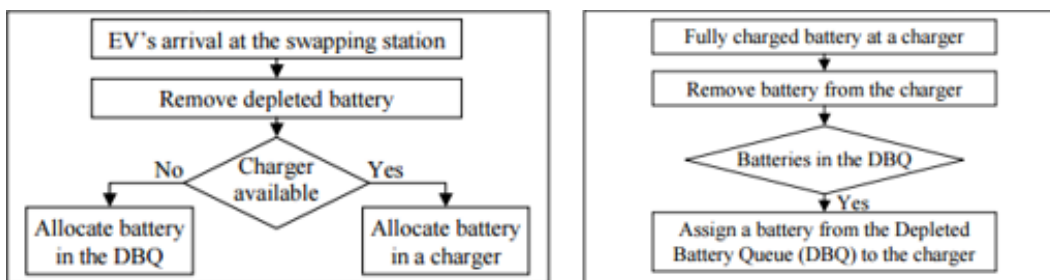 EV's arrival at the swapping station
Remove depleted battery
No
Charger
available
Yes
Allocate battery
in the DBQ
Allocate battery
in a charger
Fully charged battery at a charger
Remove battery from the charger
Batteries in the DBQ
Yes
Assign a battery from the Depleted
Battery Queue (DBQ) to the charger